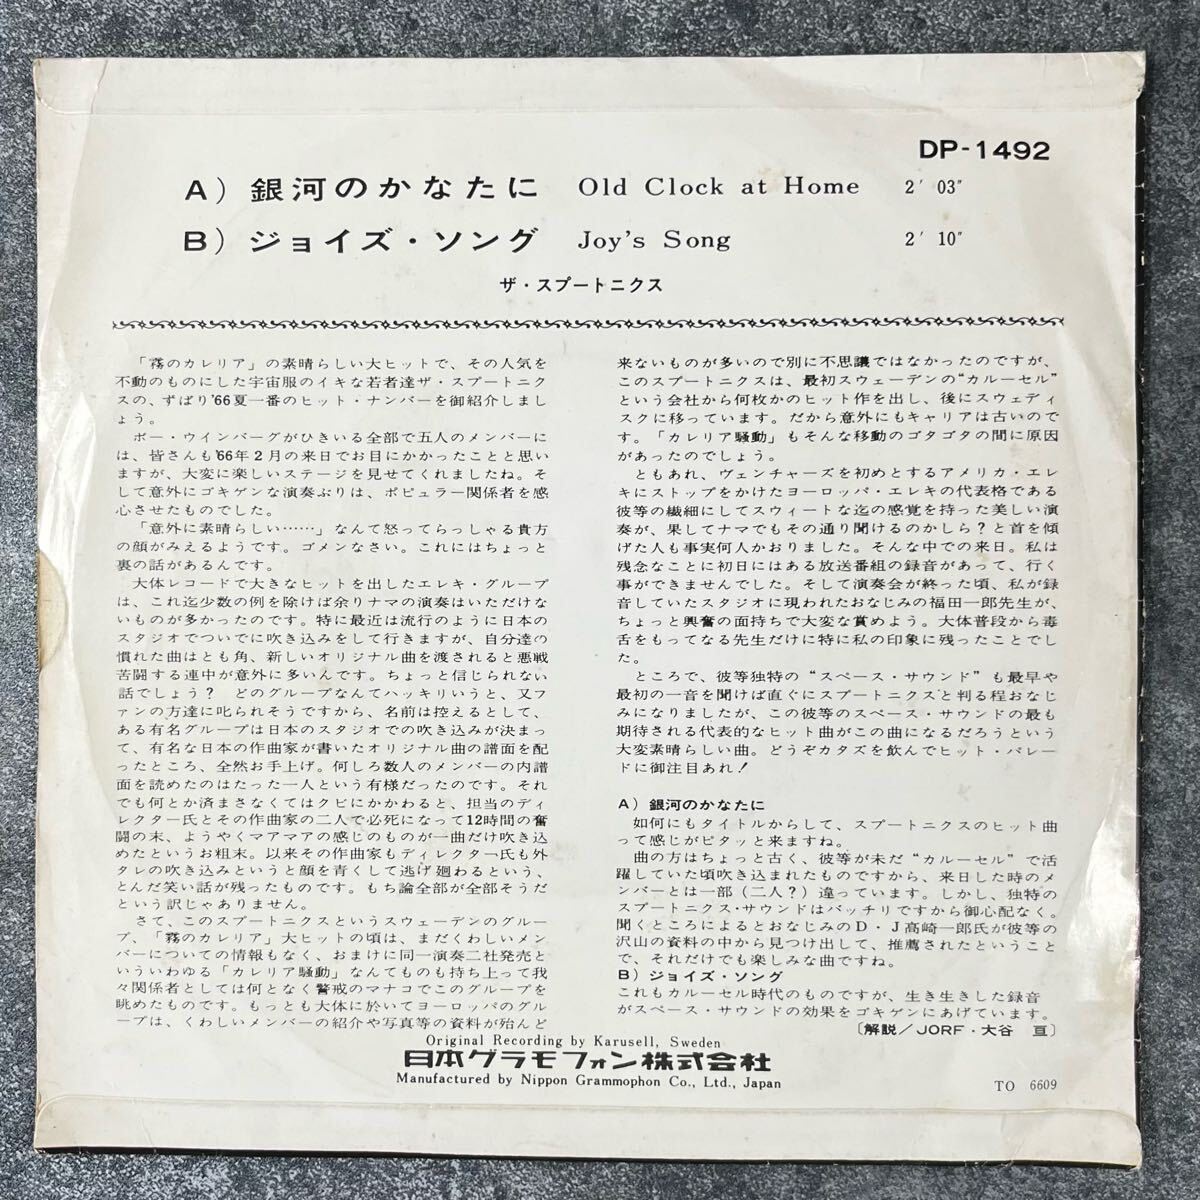 DP-1492
A) 銀河のかなたに Old Clock at Home 2′03″
B) ジョイズ・ソング Joy's Song 2′10″
ザ・スプートニクス
「霧のカレリア」の素晴らしい大ヒットで、その人気を
不動のものにした宇宙服のイキな若者達ザ・スプートニク
スの、ずばり'66夏一番のヒット・ナンバーを御紹介しまし
ょう。
ボー・ウインバーグがひきいる全部で五人のメンバーに
は、皆さんも'66年2月の来日でお目にかかったことと思い
ますが、大変に楽しいステージを見せてくれましたね。そ
して意外にゴキゲンな演奏ぶりは、ポピュラー関係者を感
心させたものでした。
「意外に素晴らしい……」なんて怒ってらっしゃる貴方
の顔がみえるようです。ゴメンなさい。これにはちょっと
裏の話があるんです。
大体レコードで大きなヒットを出したエレキ・グループ
は、これ迄少数の例を除けば余りナマの演奏はいただけな
いものが多かったのです。特に最近は流行のように日本の
スタジオでついでに吹き込みをして行きますが、自分達の
慣れた曲はとも角、新しいオリジナル曲を渡されると悪戦
苦闘する連中が意外に多いんです。ちょっと信じられない
話でしょう? どのグループなんてハッキリいうと、又フ
ァンの方達に叱られそうですから、名前は控えるとして、
ある有名グループは日本のスタジオでの吹き込みが決まっ
て、有名な日本の作曲家が書いたオリジナル曲の譜面を配
ったところ、全然お手上げ。何しろ数人のメンバーの内譜
面を読めたのはたった一人という有様だったのです。それ
でも何とか済まさなくてはクビにかかわると、担当のディ
レクター氏とその作曲家の二人で必死になって12時間の奮
闘の末、ようやくマアマアの感じのものが一曲だけ吹き込
めたというお粗末。以来その作曲家もディレクター氏も外
タレの吹き込みというと顔を青くして逃げ廻わるという、
とんだ笑い話が残ったものです。もち論全部が全部そうだ
という訳じゃありません。
さて、このスプートニクスというスウェーデンのグルー
プ、「霧のカレリア」大ヒットの頃は、まだくわしいメン
バーについての情報もなく、おまけに同一演奏二社発売と
いういわゆる「カレリア騒動」なんてものも持ち上って我
々関係者としては何となく警戒のマナコでこのグループを
眺めたものです。もっとも大体に於いてヨーロッパのグル
ープは、くわしいメンバーの紹介や写真等の資料が殆んど
来ないものが多いので別に不思議ではなかったのですが、
このスプートニクスは、最初スウェーデンの“カルーセル”
という会社から何枚かのヒット作を出し、後にスウェディ
スクに移っています。だから意外にもキャリアは古いので
す。「カレリア騒動」もそんな移動のゴタゴタの間に原因
があったのでしょう。
ともあれ、ヴェンチャーズを初めとするアメリカ・エレ
キにストップをかけたヨーロッパ・エレキの代表格である
彼等の繊細にしてスウィートな迄の感覚を持った美しい演
奏が、果してナマでもその通り聞けるのかしら?と首を傾
げた人も事実何人かおりました。そんな中での来日。私は
残念なことに初日にはある放送番組の録音があって、行く
事ができませんでした。そして演奏会が終った頃、私が録
音していたスタジオに現われたおなじみの福田一郎先生が、
ちょっと興奮の面持ちで大変な賞めよう。大体普段から毒
舌をもってなる先生だけに特に私の印象に残ったことでし
た。
ところで、彼等独特の“スペース・サウンド”も最早や
最初の一音を聞けば直ぐにスプートニクスと判る程おなじ
みになりましたが、この彼等のスペース・サウンドの最も
期待される代表的なヒット曲がこの曲になるだろうという
大変素晴らしい曲。どうぞカタズを飲んでヒット・パレー
ドに御注目あれ!
A) 銀河のかなたに
如何にもタイトルからして、スプートニクスのヒット曲
って感じがピタッと来ますね。
曲の方はちょっと古く、彼等が未だ“カルーセル”で活
躍していた頃吹き込まれたものですから、来日した時のメ
ンバーとは一部(二人?)違っています。しかし、独特の
スプートニクス・サウンドはバッチリですから御心配なく。
聞くところによるとおなじみのD・J高崎一郎氏が彼等の
沢山の資料の中から見つけ出して、推薦されたということ
で、それだけでも楽しみな曲ですね。
B) ジョイズ・ソング
これもカルーセル時代のものですが、生き生きした録音
がスペース・サウンドの効果をゴキゲンにあげています。
〔解説/JORF・大谷 亘〕
Original Recording by Karusell, Sweden
日本グラモフォン株式会社
Manufactured by Nippon Grammophon Co., Ltd., Japan
TO 6609